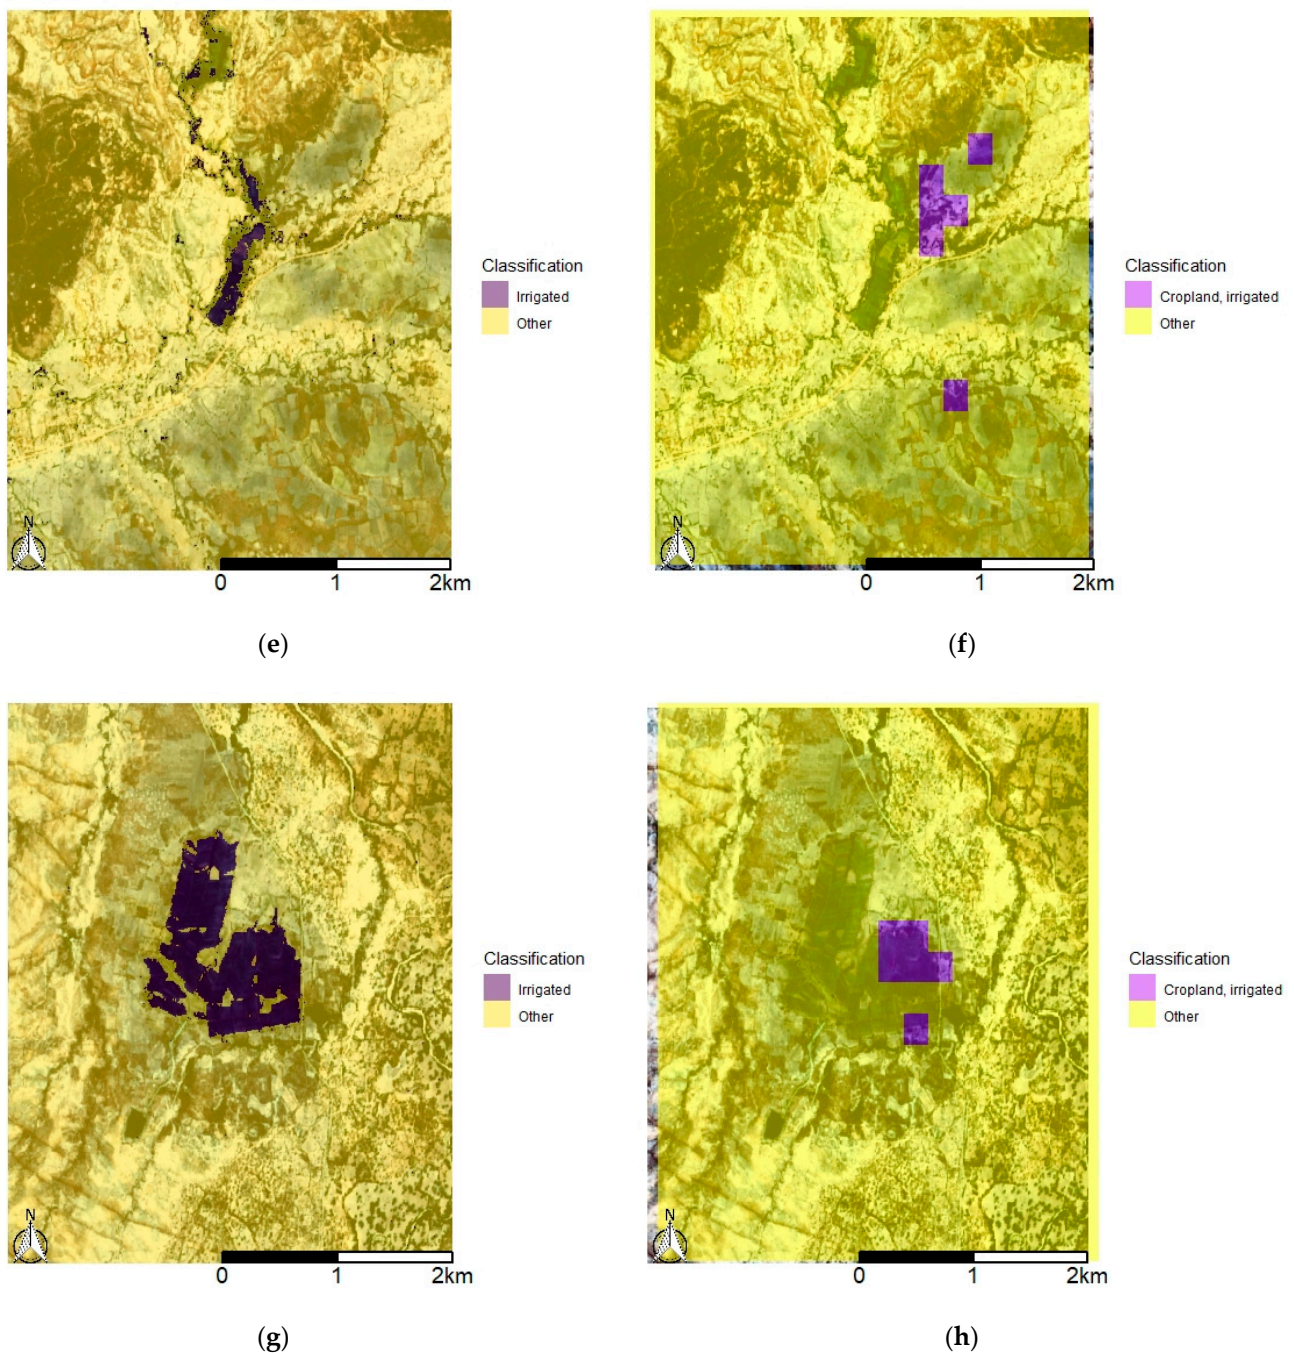 Classification
Irrigated
Other
N
0 1 2km
(e)
Classification
Cropland, irrigated
Other
N
0 1 2km
(f)
Classification
Irrigated
Other
N
0 1 2km
(g)
Classification
Cropland, irrigated
Other
N
0 1 2km
(h)